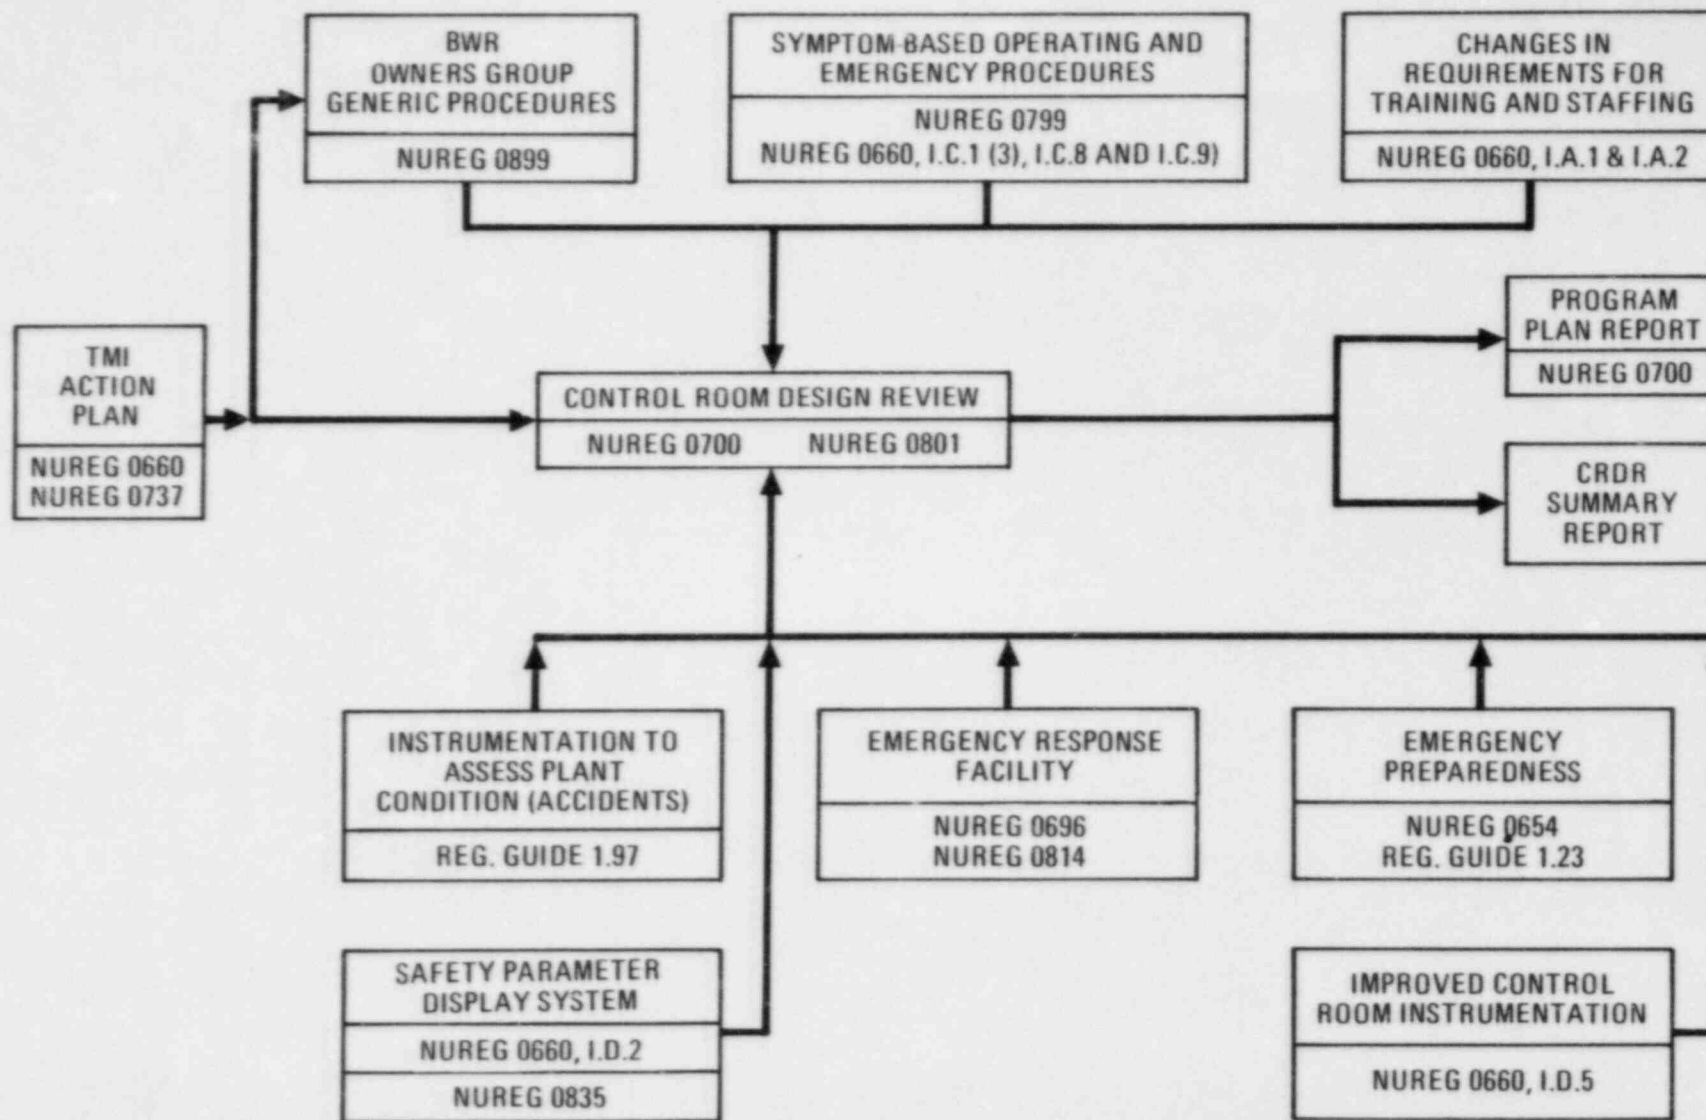 BWR
OWNERS GROUP
GENERIC PROCEDURES
NUREG 0899
SYMPTOM-BASED OPERATING AND
EMERGENCY PROCEDURES
NUREG 0799
NUREG 0660, I.C.1 (3), I.C.8 AND I.C.9)
CHANGES IN
REQUIREMENTS FOR
TRAINING AND STAFFING
NUREG 0660, I.A.1 & I.A.2
TMI
ACTION
PLAN
NUREG 0660
NUREG 0737
CONTROL ROOM DESIGN REVIEW
NUREG 0700 NUREG 0801
PROGRAM
PLAN REPORT
NUREG 0700
CRDR
SUMMARY
REPORT
INSTRUMENTATION TO
ASSESS PLANT
CONDITION (ACCIDENTS)
REG. GUIDE 1.97
EMERGENCY RESPONSE
FACILITY
NUREG 0696
NUREG 0814
EMERGENCY
PREPAREDNESS
NUREG 0654
REG. GUIDE 1.23
SAFETY PARAMETER
DISPLAY SYSTEM
NUREG 0660, I.D.2
NUREG 0835
IMPROVED CONTROL
ROOM INSTRUMENTATION
NUREG 0660, I.D.5